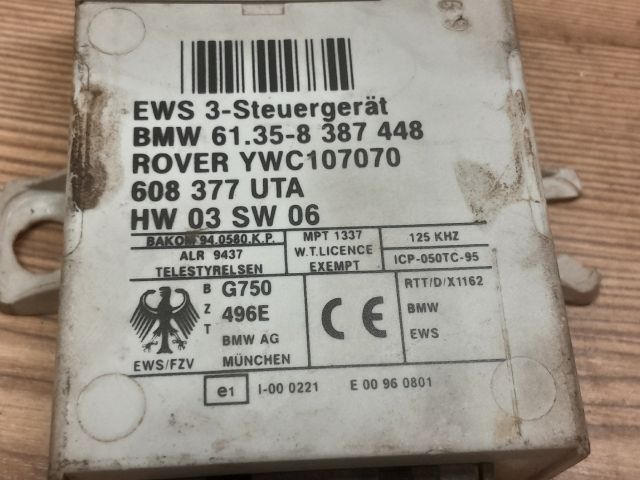 69
EWS 3-Steuergerät
BMW 61.35-8 387 448
ROVER YWC107070
608 377 UTA
HW 03 SW 06
BAKOM 94.0580.K.P.
ALR 9437
TELESTYRELSEN
MPT 1337
W.T.LICENCE
EXEMPT
125 KHZ
ICP-050TC-95
EWS/FZV
B Z T
G750
496E
BMW AG
MÜNCHEN
CE
RTT/D/X1162
BMW
EWS
e1 I-00 0221 E 00 96 0801